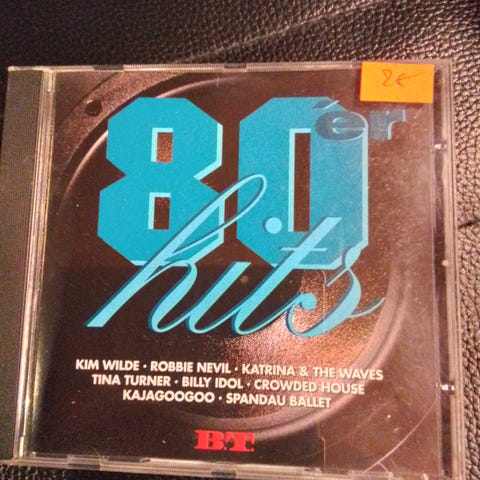 2€
80'er
hits
KIM WILDE · ROBBIE NEVIL · KATRINA & THE WAVES
TINA TURNER · BILLY IDOL · CROWDED HOUSE
KAJAGOOGOO · SPANDAU BALLET
B.T.